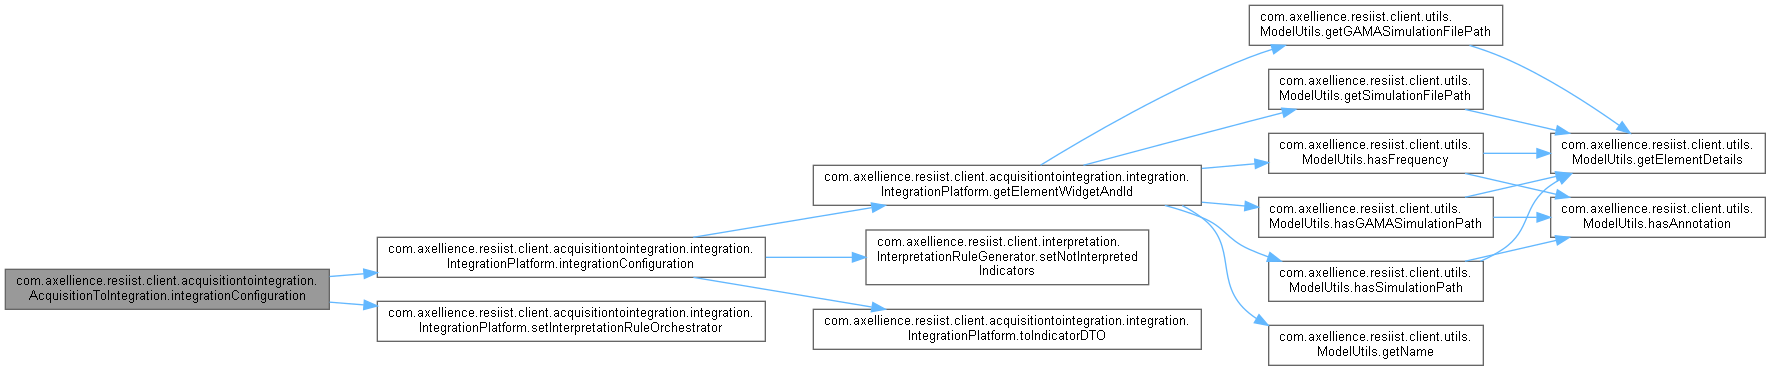 com.axellience.resiist.client.acquisitiontointegration.
AcquisitionToIntegration.integrationConfiguration
com.axellience.resiist.client.acquisitiontointegration.integration.
IntegrationPlatform.integrationConfiguration
com.axellience.resiist.client.acquisitiontointegration.integration.
IntegrationPlatform.setInterpretationRuleOrchestrator
com.axellience.resiist.client.acquisitiontointegration.integration.
IntegrationPlatform.getElementWidgetAndId
com.axellience.resiist.client.interpretation.
InterpretationRuleGenerator.setNotInterpreted
Indicators
com.axellience.resiist.client.acquisitiontointegration.integration.
IntegrationPlatform.toIndicatorDTO
com.axellience.resiist.client.utils.
ModelUtils.getGAMASimulationFilePath
com.axellience.resiist.client.utils.
ModelUtils.getSimulationFilePath
com.axellience.resiist.client.utils.
ModelUtils.hasFrequency
com.axellience.resiist.client.utils.
ModelUtils.hasGAMASimulationPath
com.axellience.resiist.client.utils.
ModelUtils.hasSimulationPath
com.axellience.resiist.client.utils.
ModelUtils.getName
com.axellience.resiist.client.utils.
ModelUtils.getElementDetails
com.axellience.resiist.client.utils.
ModelUtils.hasAnnotation